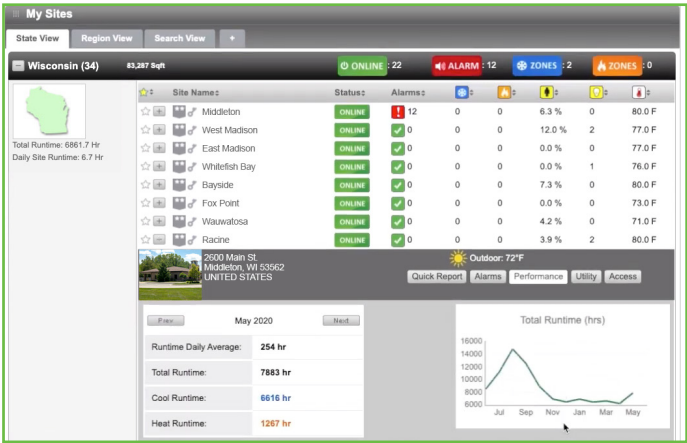 My Sites
State View Region View Search View +
Wisconsin (34) 83,287 Sqft ONLINE : 22 ALARM : 12 ZONES : 2 ZONES : 0
Site Name Status Alarms
Middleton ONLINE 12 0 0 6.3 % 0 80.0 F
West Madison ONLINE 0 0 0 12.0 % 2 77.0 F
Total Runtime: 6861.7 Hr
East Madison ONLINE 0 0 0 0.0 % 0 77.0 F
Daily Site Runtime: 6.7 Hr
Whitefish Bay ONLINE 0 0 0 0.0 % 1 76.0 F
Bayside ONLINE 0 0 0 7.3 % 0 80.0 F
Fox Point ONLINE 0 0 0 0.0 % 0 73.0 F
Wauwatosa ONLINE 0 0 0 4.2 % 0 71.0 F
Racine ONLINE 0 0 0 3.9 % 2 80.0 F
2600 Main St.
Middleton, WI 53562
UNITED STATES
Outdoor: 72°F
Quick Report Alarms Performance Utility Access
Prev May 2020 Next
Runtime Daily Average: 254 hr
Total Runtime: 7883 hr
Cool Runtime: 6616 hr
Heat Runtime: 1267 hr
Total Runtime (hrs)
16000
14000
12000
10000
8000
6000
Jul Sep Nov Jan Mar May